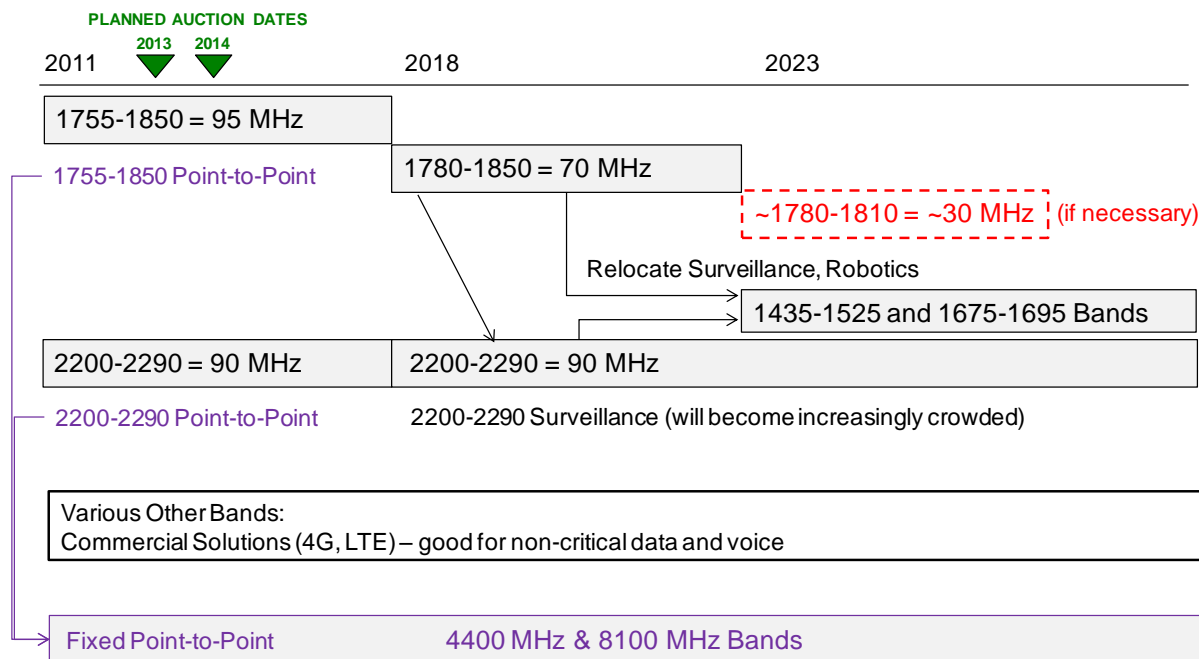 PLANNED AUCTION DATES
2013 2014
2011 2018 2023
1755-1850 = 95 MHz
1755-1850 Point-to-Point
1780-1850 = 70 MHz
~1780-1810 = ~30 MHz (if necessary)
Relocate Surveillance, Robotics
1435-1525 and 1675-1695 Bands
2200-2290 = 90 MHz 2200-2290 = 90 MHz
2200-2290 Point-to-Point 2200-2290 Surveillance (will become increasingly crowded)
Various Other Bands:
Commercial Solutions (4G, LTE) – good for non-critical data and voice
Fixed Point-to-Point 4400 MHz & 8100 MHz Bands